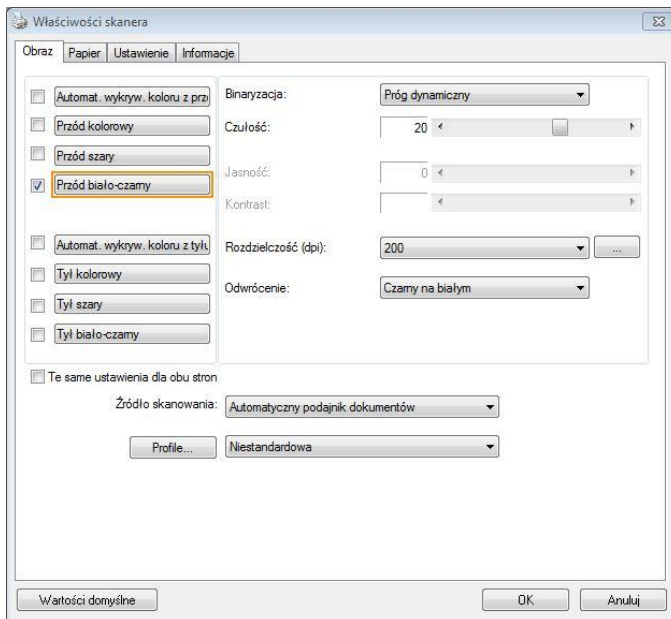 Właściwości skanera
Obraz Papier Ustawienie Informacje
Automat. wykryw. koloru z prz
Przód kolorowy
Przód szary
Przód biało-czarny
Automat. wykryw. koloru z tyłu
Tył kolorowy
Tył szary
Tył biało-czarny
Binaryzacja: Próg dynamiczny
Czułość: 20
Jasność: 0
Kontrast:
Rozdzielczość (dpi): 200 ...
Odwrócenie: Czarny na białym
Te same ustawienia dla obu stron
Źródło skanowania: Automatyczny podajnik dokumentów
Profile... Niestandardowa
Wartości domyślne OK Anuluj